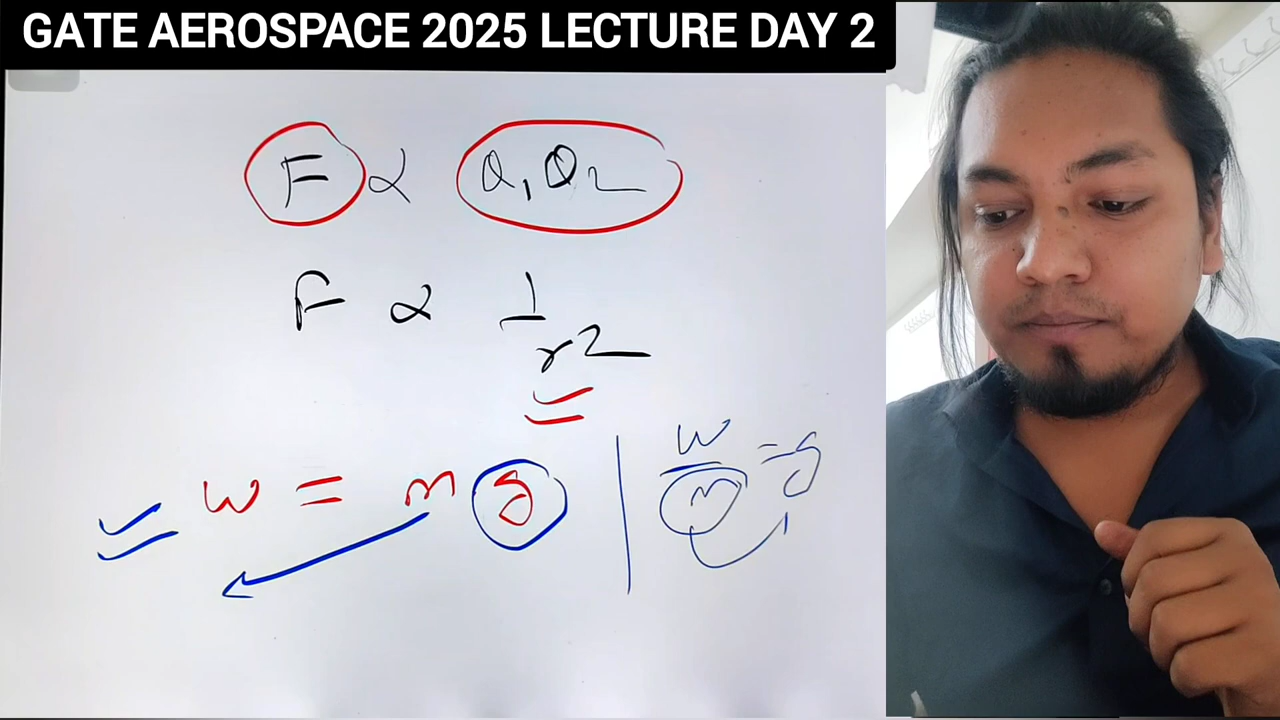 GATE AEROSPACE 2025 LECTURE DAY 2
F ∝ Q1Q2
F ∝ 1/r2
w = mg
w/m = g